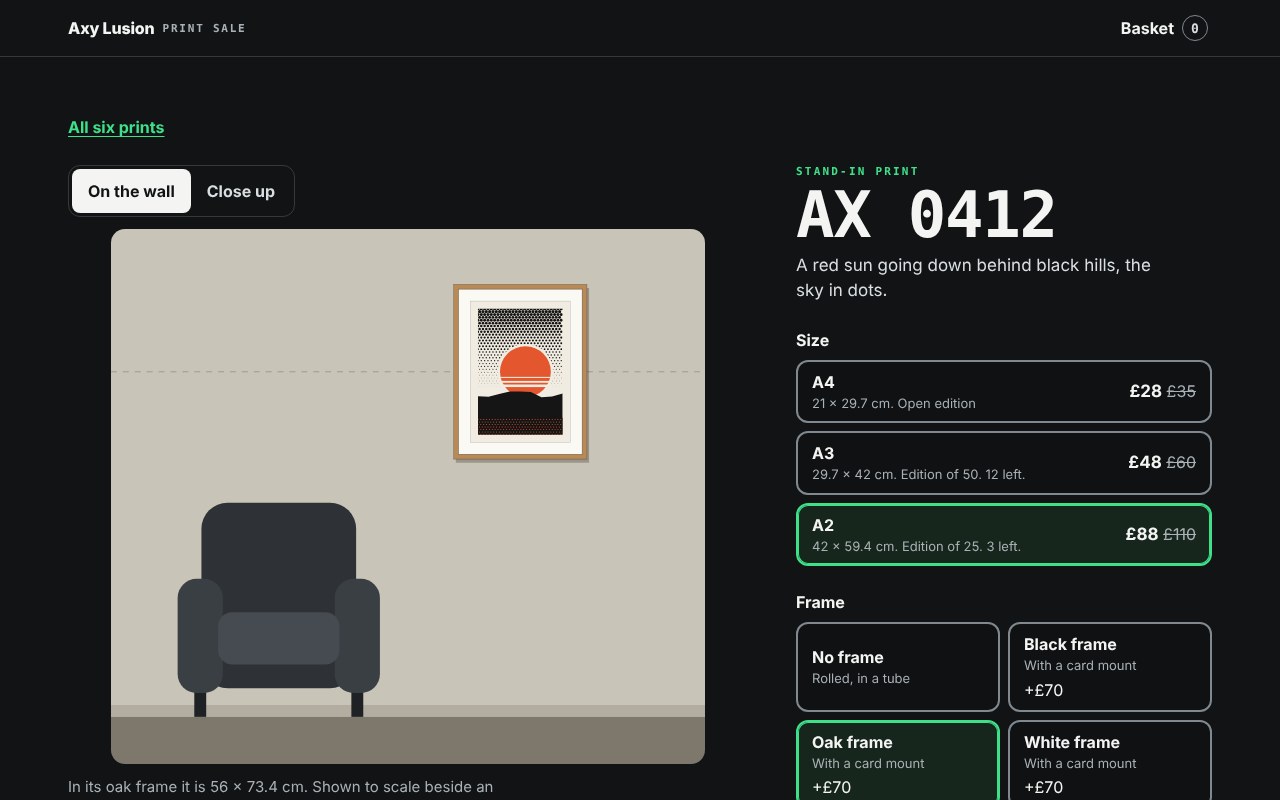 Axy Lusion PRINT SALE
Basket 0
All six prints
On the wall Close up
STAND-IN PRINT
AX 0412
A red sun going down behind black hills, the
sky in dots.
Size
A4
21 × 29.7 cm. Open edition
£28 £35
A3
29.7 × 42 cm. Edition of 50. 12 left.
£48 £60
A2
42 × 59.4 cm. Edition of 25. 3 left.
£88 £110
Frame
No frame
Rolled, in a tube
Black frame
With a card mount
+£70
Oak frame
With a card mount
+£70
White frame
With a card mount
+£70
In its oak frame it is 56 × 73.4 cm. Shown to scale beside an